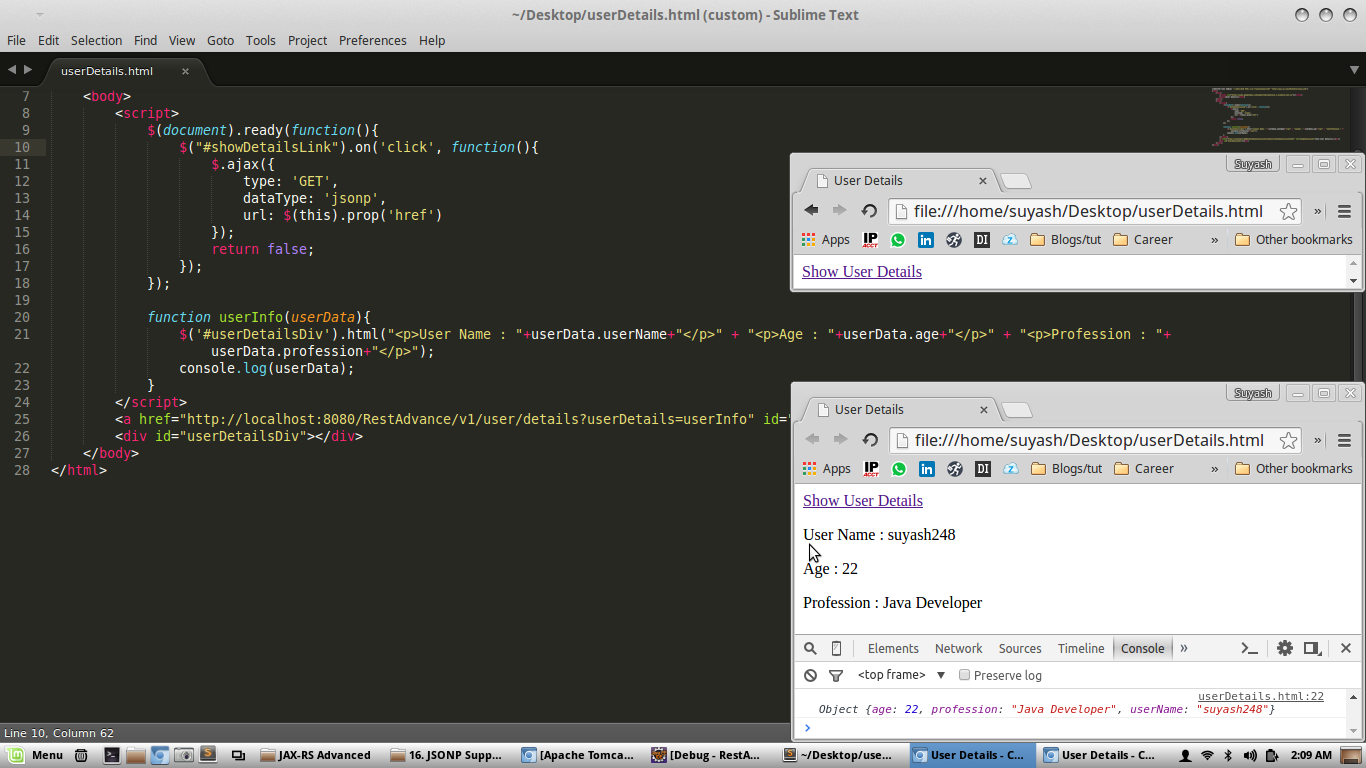 ~/Desktop/userDetails.html (custom) - Sublime Text
File Edit Selection Find View Goto Tools Project Preferences Help
userDetails.html ×
7 <body>
8 <script>
9 $(document).ready(function(){
10 $("#showDetailsLink").on('click', function(){
11 $.ajax({
12 type: 'GET',
13 dataType: 'jsonp',
14 url: $(this).prop('href')
15 });
16 return false;
17 });
18 });
19
20 function userInfo(userData){
21 $('#userDetailsDiv').html("<p>User Name : "+userData.userName+"</p>" + "<p>Age : "+userData.age+"</p>" + "<p>Profession : "+
userData.profession+"</p>");
22 console.log(userData);
23 }
24 </script>
25 <a href="http://localhost:8080/RestAdvance/v1/user/details?userDetails=userInfo" id="
26 <div id="userDetailsDiv"></div>
27 </body>
28 </html>
Suyash
User Details
file:///home/suyash/Desktop/userDetails.html
Apps IP ACCT in DI z Blogs/tut Career » Other bookmarks
Show User Details
Suyash
User Details
file:///home/suyash/Desktop/userDetails.html
Apps IP ACCT in DI z Blogs/tut Career » Other bookmarks
Show User Details
User Name : suyash248
Age : 22
Profession : Java Developer
Elements Network Sources Timeline Console »
<top frame> ▼ Preserve log
userDetails.html:22
Object {age: 22, profession: "Java Developer", userName: "suyash248"}
>
Line 10, Column 62
Menu JAX-RS Advanced 16. JSONP Supp... [Apache Tomca... [Debug - RestA... ~/Desktop/use... User Details - C... User Details - C... 2:09 AM